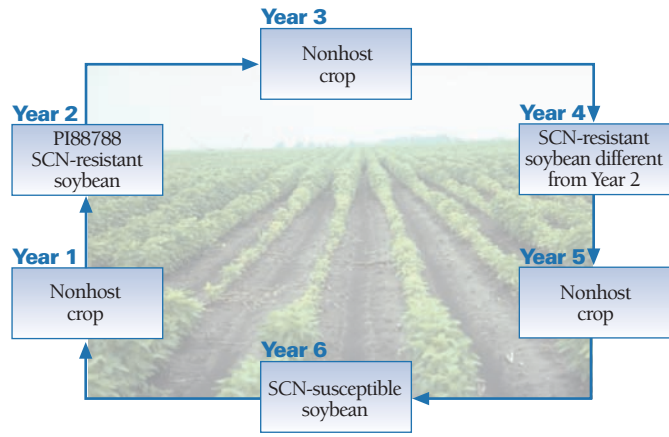 Year 1
Nonhost
crop
Year 2
PI88788
SCN-resistant
soybean
Year 3
Nonhost
crop
Year 4
SCN-resistant
soybean different
from Year 2
Year 5
Nonhost
crop
Year 6
SCN-susceptible
soybean